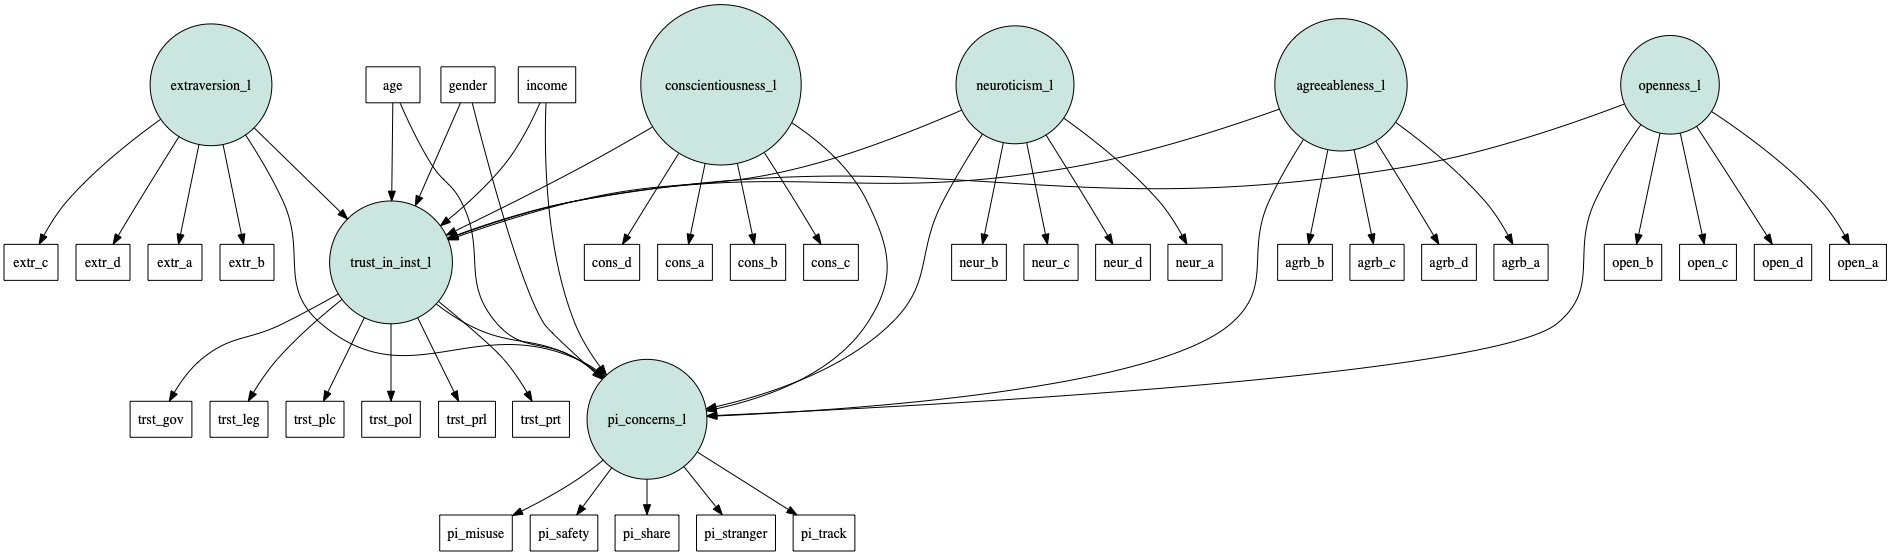 extraversion_l
age
gender
income
conscientiousness_l
neuroticism_l
agreeableness_l
openness_l
extr_c
extr_d
extr_a
extr_b
trust_in_inst_l
cons_d
cons_a
cons_b
cons_c
neur_b
neur_c
neur_d
neur_a
agrb_b
agrb_c
agrb_d
agrb_a
open_b
open_c
open_d
open_a
trst_gov
trst_leg
trst_plc
trst_pol
trst_prl
trst_prt
pi_concerns_l
pi_misuse
pi_safety
pi_share
pi_stranger
pi_track